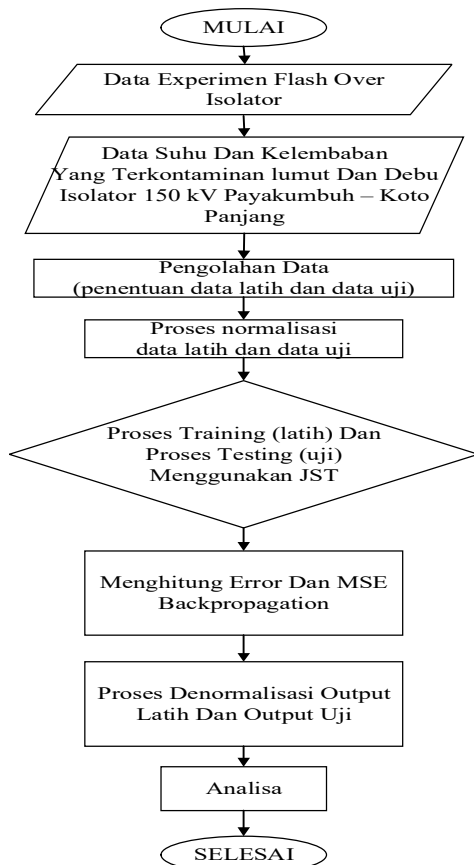 MULAI
Data Experimen Flash Over
Isolator
Data Suhu Dan Kelembaban
Yang Terkontaminan lumut Dan Debu
Isolator 150 kV Payakumbuh – Koto
Panjang
Pengolahan Data
(penentuan data latih dan data uji)
Proses normalisasi
data latih dan data uji
Proses Training (latih) Dan
Proses Testing (uji)
Menggunakan JST
Menghitung Error Dan MSE
Backpropagation
Proses Denormalisasi Output
Latih Dan Output Uji
Analisa
SELESAI